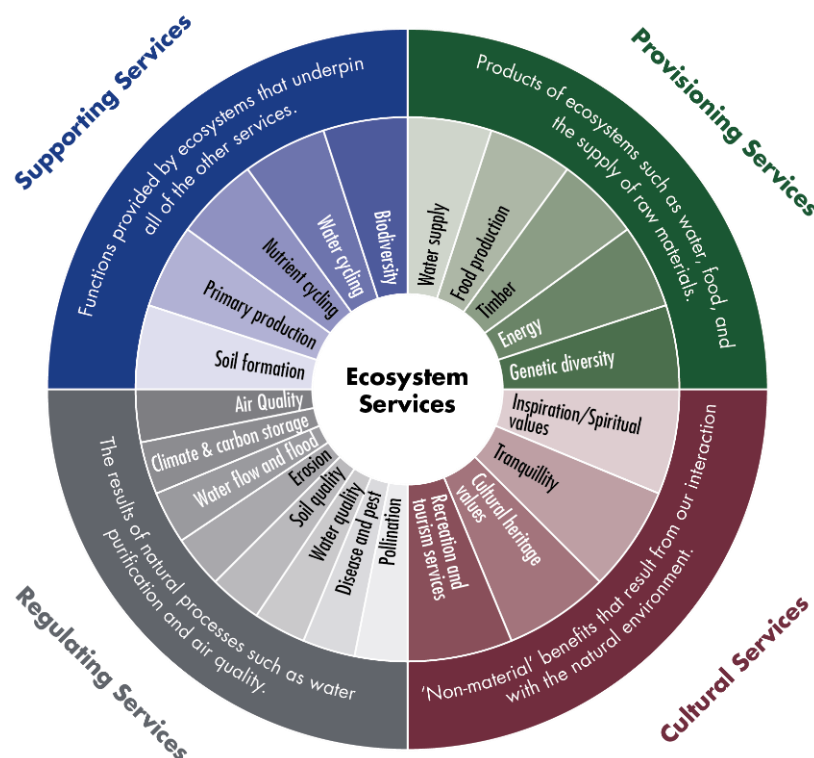 Supporting Services
Functions provided by ecosystems that underpin
all of the other services.
Soil formation
Primary production
Nutrient cycling
Water cycling
Biodiversity
Provisioning Services
Products of ecosystems such as water, food, and
the supply of raw materials.
Water supply
Food production
Timber
Energy
Genetic diversity
Ecosystem
Services
Cultural Services
'Non-material' benefits that result from our interaction
with the natural environment.
Inspiration/Spiritual
values
Tranquillity
Cultural heritage
values
Recreation and
tourism services
Regulating Services
The results of natural processes such as water
purification and air quality.
Air Quality
Climate & carbon storage
Water flow and flood
Erosion
Soil quality
Water quality
Disease and pest
Pollination